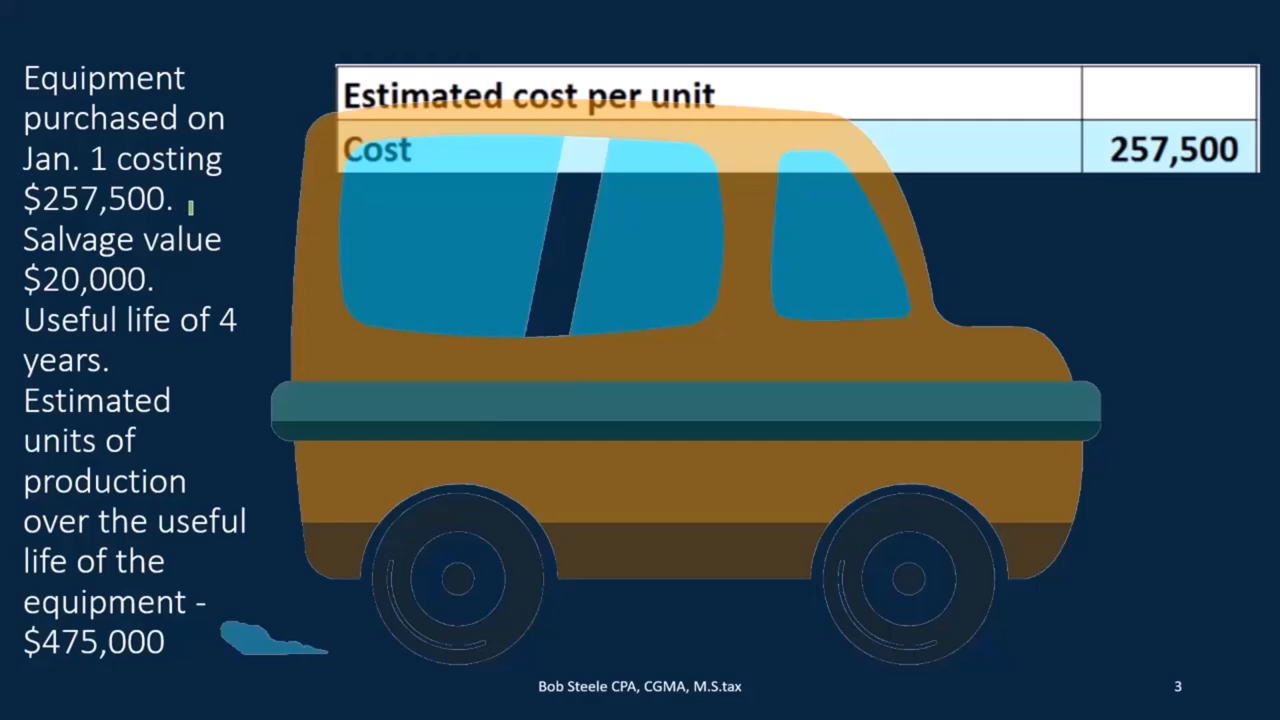 Equipment
purchased on
Jan. 1 costing
$257,500.
Salvage value
$20,000.
Useful life of 4
years.
Estimated
units of
production
over the useful
life of the
equipment -
$475,000
Estimated cost per unit
Cost 257,500
Bob Steele CPA, CGMA, M.S.tax 3